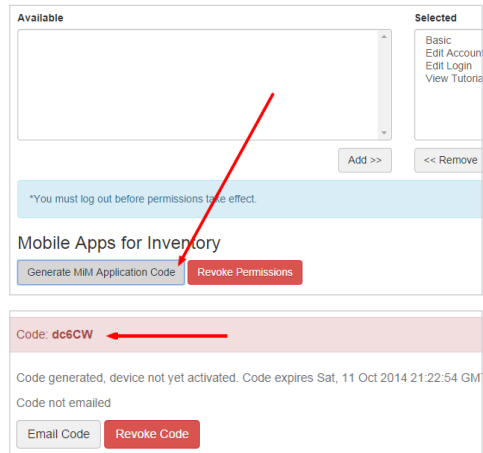 Available Selected
Basic
Edit Accoun
Edit Login
View Tutoria
Add >> << Remove
*You must log out before permissions take effect.
Mobile Apps for Inventory
Generate MiM Application Code Revoke Permissions
Code: dc6CW
Code generated, device not yet activated. Code expires Sat, 11 Oct 2014 21:22:54 GM
Code not emailed
Email Code Revoke Code